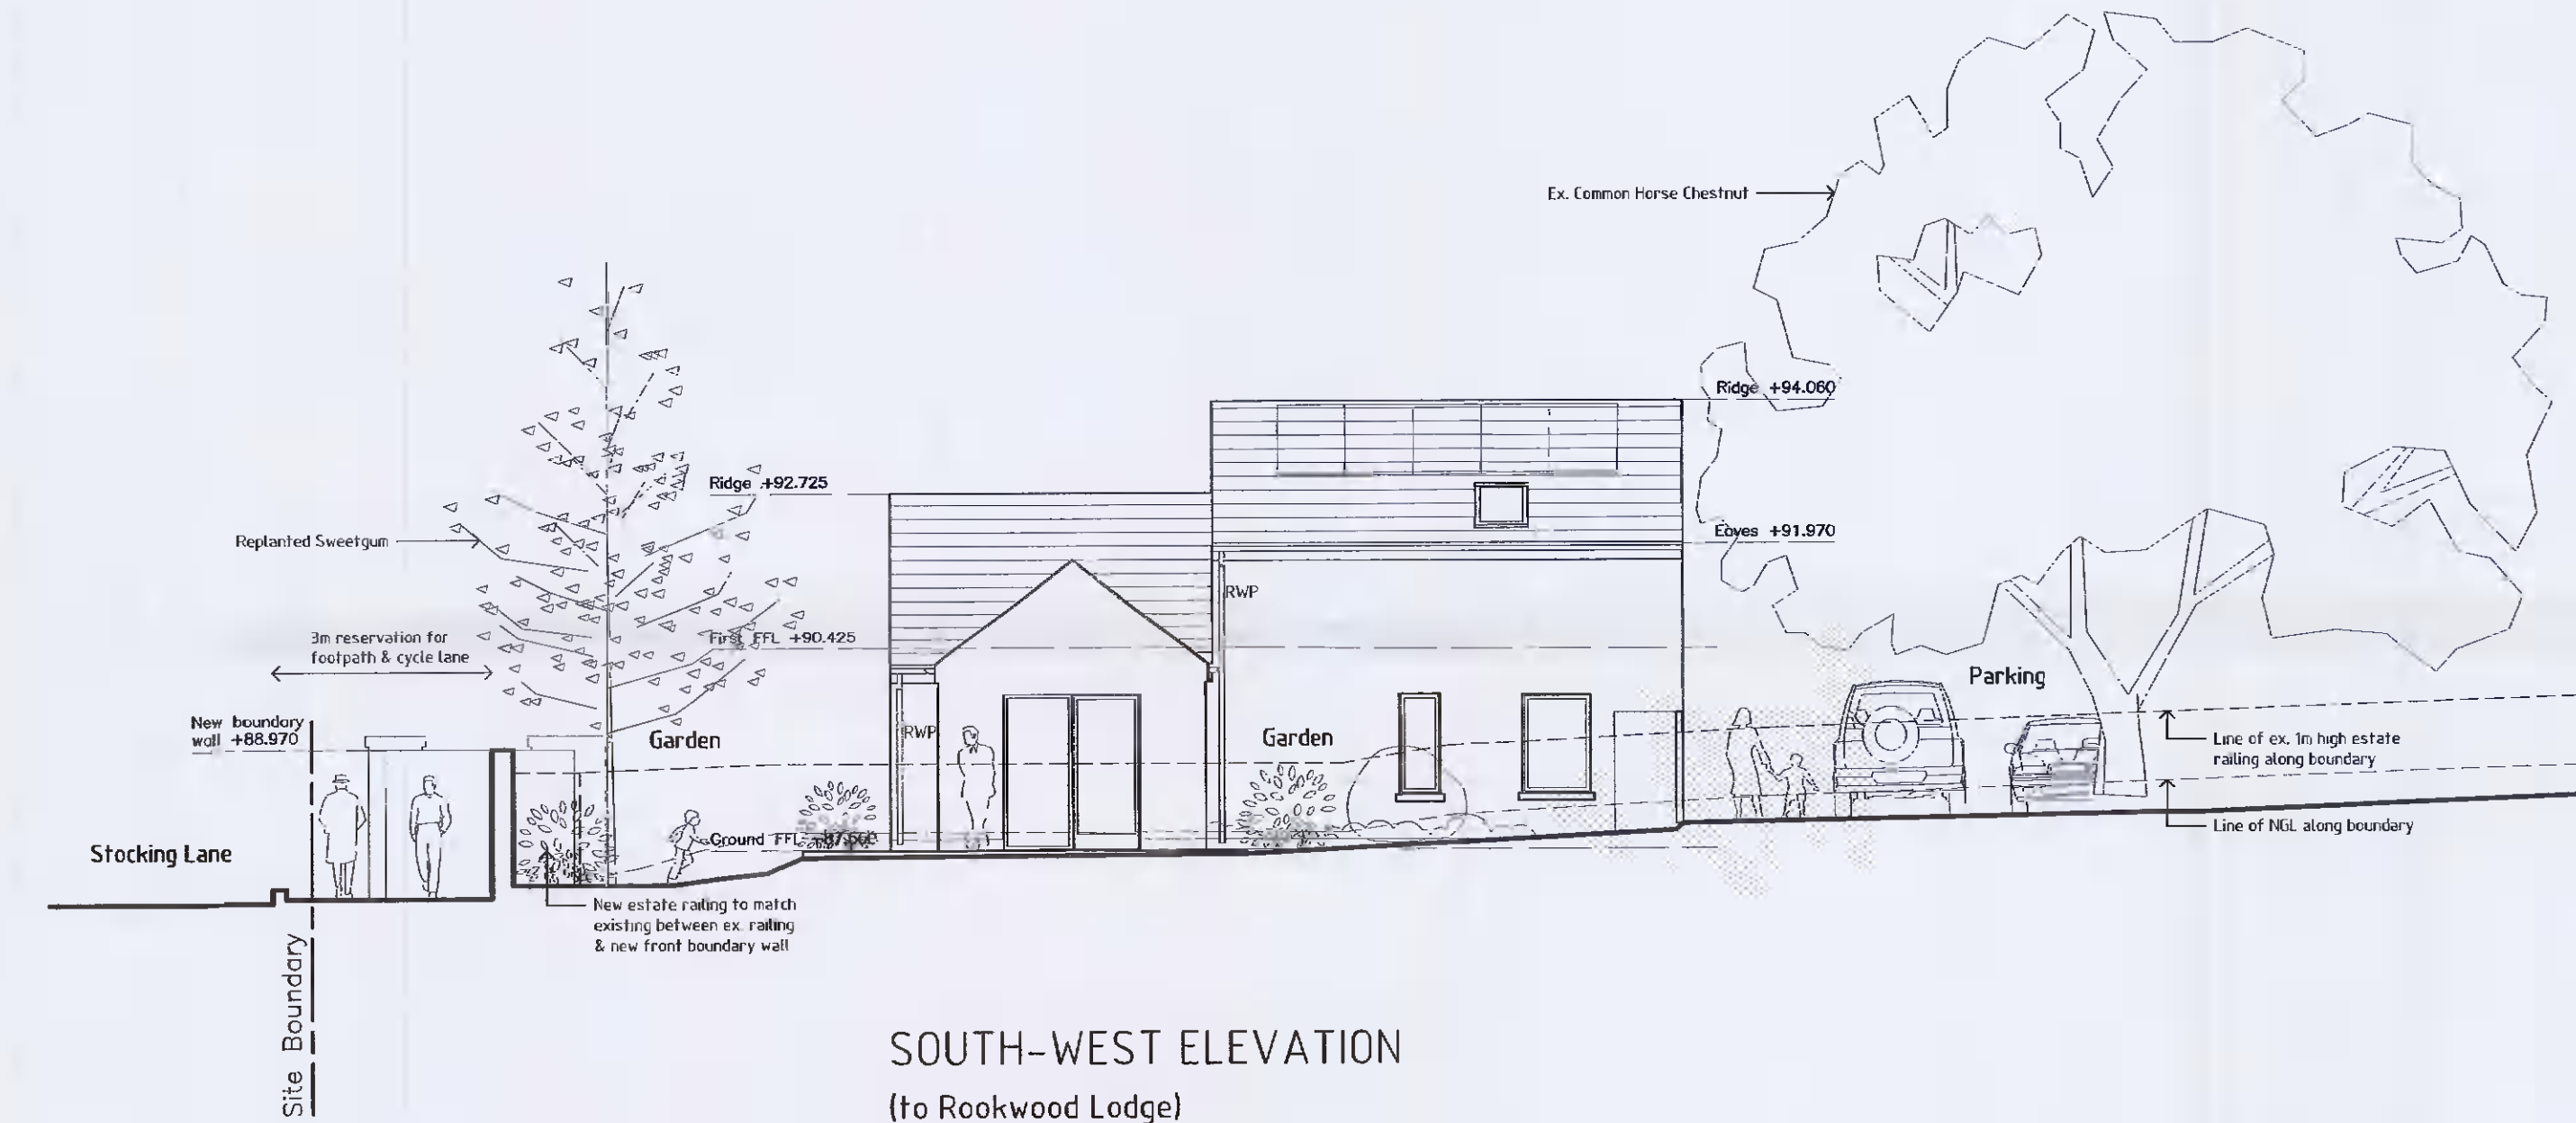 Ex. Common Horse Chestnut
Ridge +94.060
Ridge +92.725
Replanted Sweetgum
Eaves +91.970
RWP
3m reservation for
footpath & cycle lane
First FFL +90.425
Parking
New boundary
wall +88.970
Garden
RWP
Garden
Line of ex. 1m high estate
railing along boundary
Stocking Lane
Ground FFL
Line of NGL along boundary
New estate railing to match
existing between ex. railing
& new front boundary wall
Site Boundary
SOUTH-WEST ELEVATION
(to Rookwood Lodge)